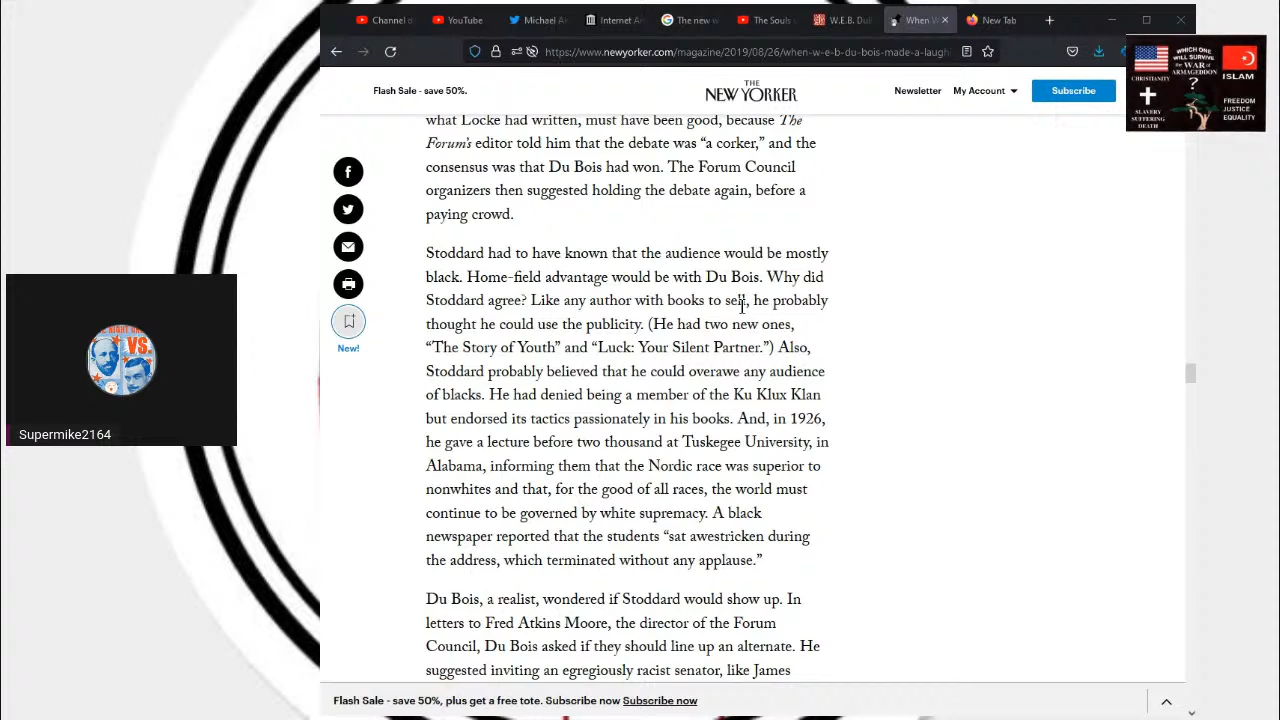 Channel d
YouTube
Michael A
Internet Ar
The new w
The Souls
W.E.B. Dui
When V
New Tab
https://www.newyorker.com/magazine/2019/08/26/when-w-e-b-du-bois-made-a-laugh
Flash Sale - save 50%.
THE
NEW YORKER
Newsletter
My Account
Subscribe
WHICH ONE
WILL SURVIVE
the WAR of
ARMAGEDDON
?
CHRISTIANITY
SLAVERY
SUFFERING
DEATH
ISLAM
FREEDOM
JUSTICE
EQUALITY
what Locke had written, must have been good, because The
Forum's editor told him that the debate was “a corker,” and the
consensus was that Du Bois had won. The Forum Council
organizers then suggested holding the debate again, before a
paying crowd.
Stoddard had to have known that the audience would be mostly
black. Home-field advantage would be with Du Bois. Why did
Stoddard agree? Like any author with books to sell, he probably
thought he could use the publicity. (He had two new ones,
“The Story of Youth” and “Luck: Your Silent Partner.”) Also,
Stoddard probably believed that he could overawe any audience
of blacks. He had denied being a member of the Ku Klux Klan
but endorsed its tactics passionately in his books. And, in 1926,
he gave a lecture before two thousand at Tuskegee University, in
Alabama, informing them that the Nordic race was superior to
nonwhites and that, for the good of all races, the world must
continue to be governed by white supremacy. A black
newspaper reported that the students “sat awestricken during
the address, which terminated without any applause.”
Du Bois, a realist, wondered if Stoddard would show up. In
letters to Fred Atkins Moore, the director of the Forum
Council, Du Bois asked if they should line up an alternate. He
suggested inviting an egregiously racist senator, like James
New!
VS.
Supermike2164
Flash Sale - save 50%, plus get a free tote. Subscribe now Subscribe now